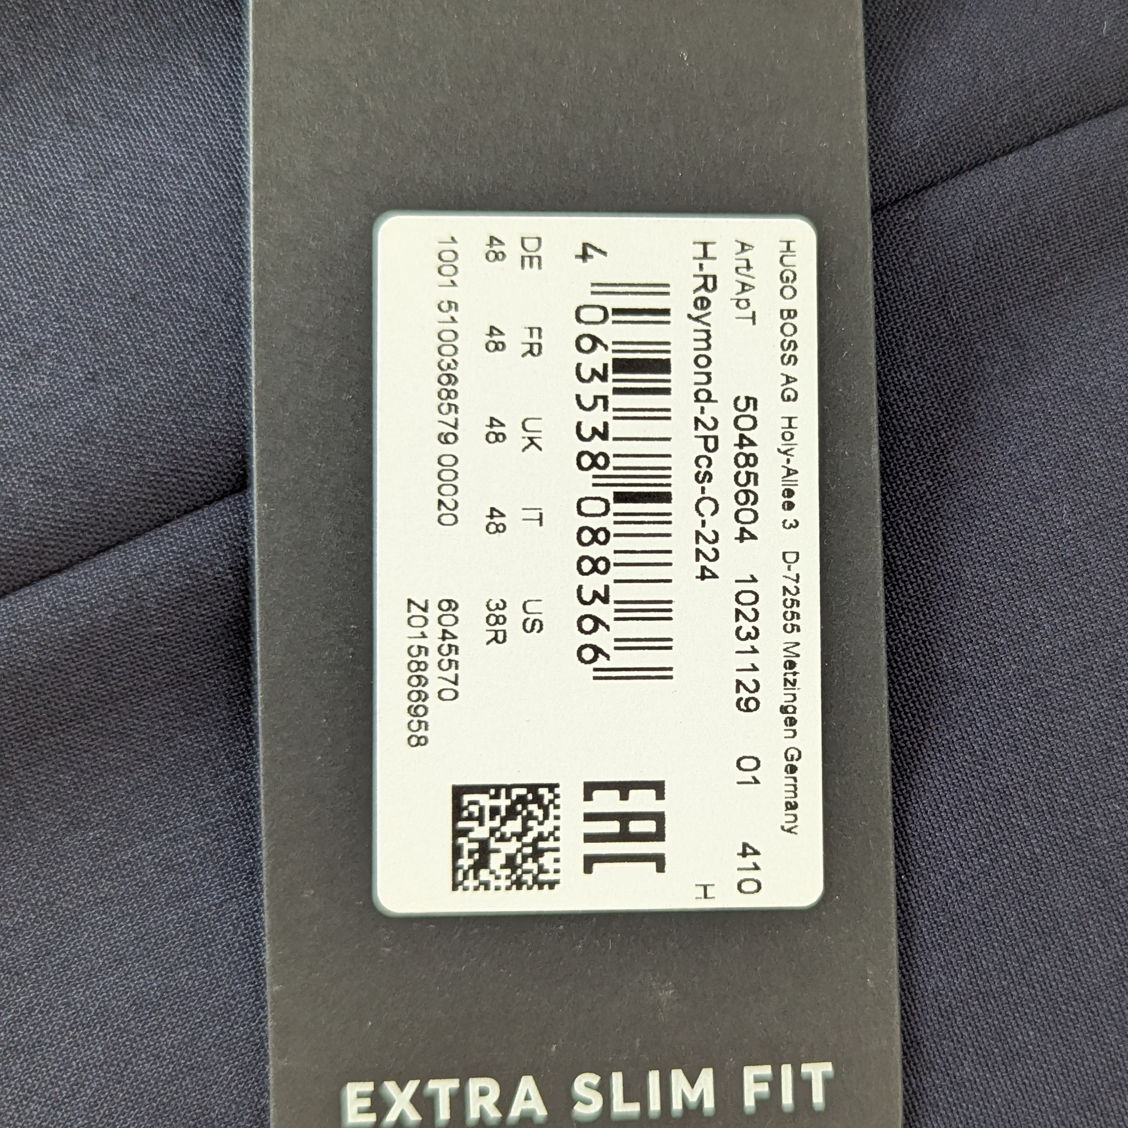 HUGO BOSS AG Holy-Allee 3 D-72555 Metzingen Germany
Art/АрТ 50485604 10231129 01 410
H-Reymond-2Pcs-C-224 H
4 063538 088366
EAC
DE FR UK IT US
48 48 48 48 38R
1001 5100368579 00020 6045570
Z015866958
EXTRA SLIM FIT